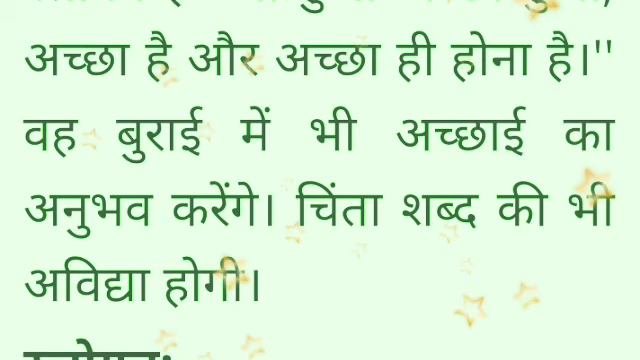 अच्छा है और अच्छा ही होना है।''
वह बुराई में भी अच्छाई का
अनुभव करेंगे। चिंता शब्द की भी
अविद्या होगी।